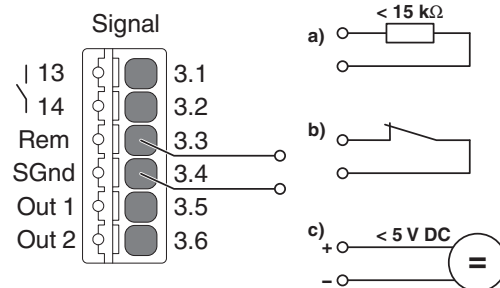 Signal
13 3.1
14 3.2
Rem 3.3
SGnd 3.4
Out 1 3.5
Out 2 3.6
a) < 15 kΩ
b)
c) + < 5 V DC
– =